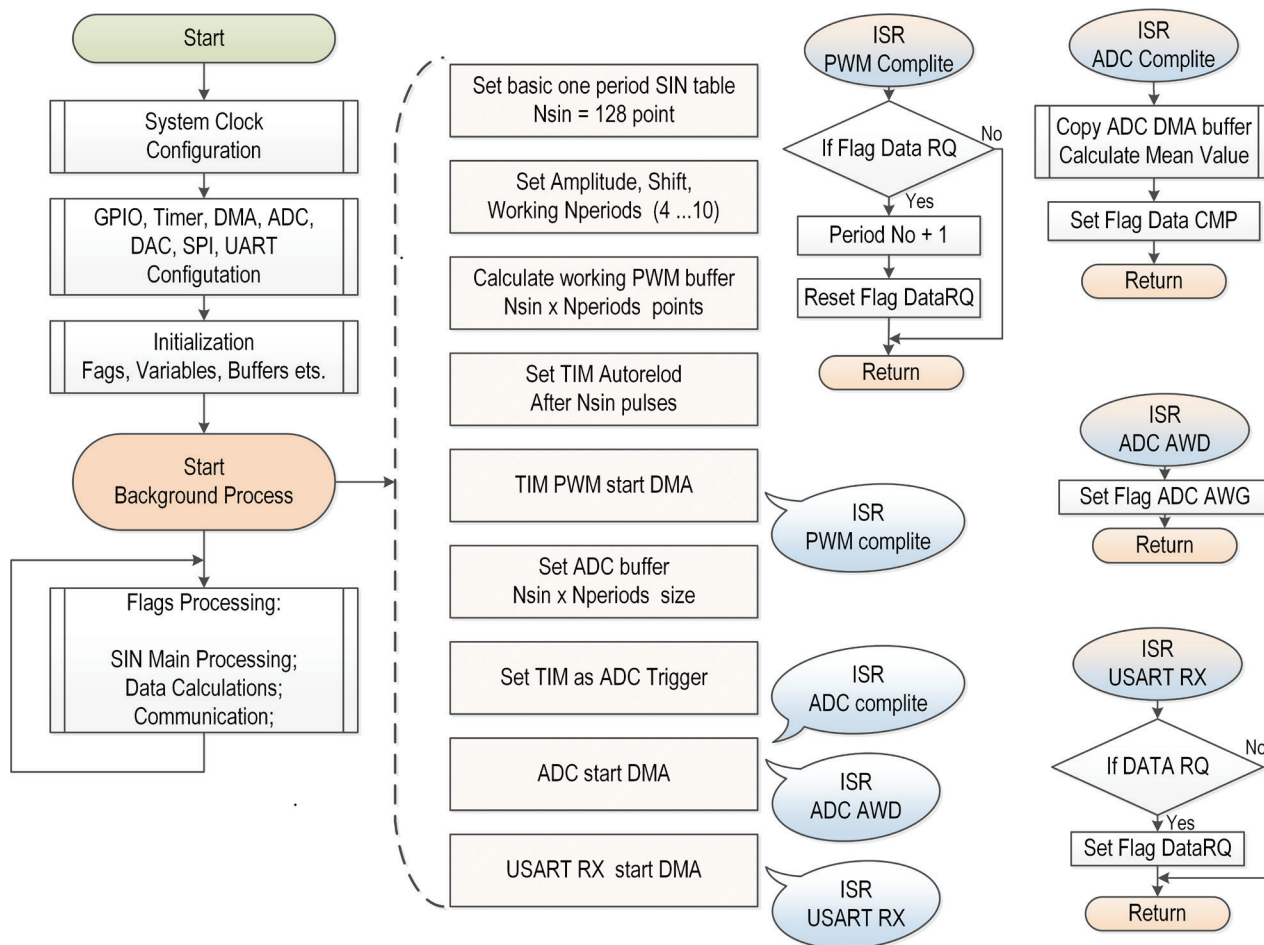 Start
System Clock
Configuration
GPIO, Timer, DMA, ADC,
DAC, SPI, UART
Configutation
Initialization
Fags, Variables, Buffers ets.
Start
Background Process
Flags Processing:
SIN Main Processing;
Data Calculations;
Communication;
Set basic one period SIN table
Nsin = 128 point
Set Amplitude, Shift,
Working Nperiods (4 ...10)
Calculate working PWM buffer
Nsin x Nperiods points
Set TIM Autorelod
After Nsin pulses
TIM PWM start DMA
ISR
PWM complite
Set ADC buffer
Nsin x Nperiods size
Set TIM as ADC Trigger
ISR
ADC complite
ADC start DMA
ISR
ADC AWD
USART RX start DMA
ISR
USART RX
ISR
PWM Complite
If Flag Data RQ
No
Yes
Period No + 1
Reset Flag DataRQ
Return
ISR
ADC Complite
Copy ADC DMA buffer
Calculate Mean Value
Set Flag Data CMP
Return
ISR
ADC AWD
Set Flag ADC AWG
Return
ISR
USART RX
If DATA RQ
No
Yes
Set Flag DataRQ
Return